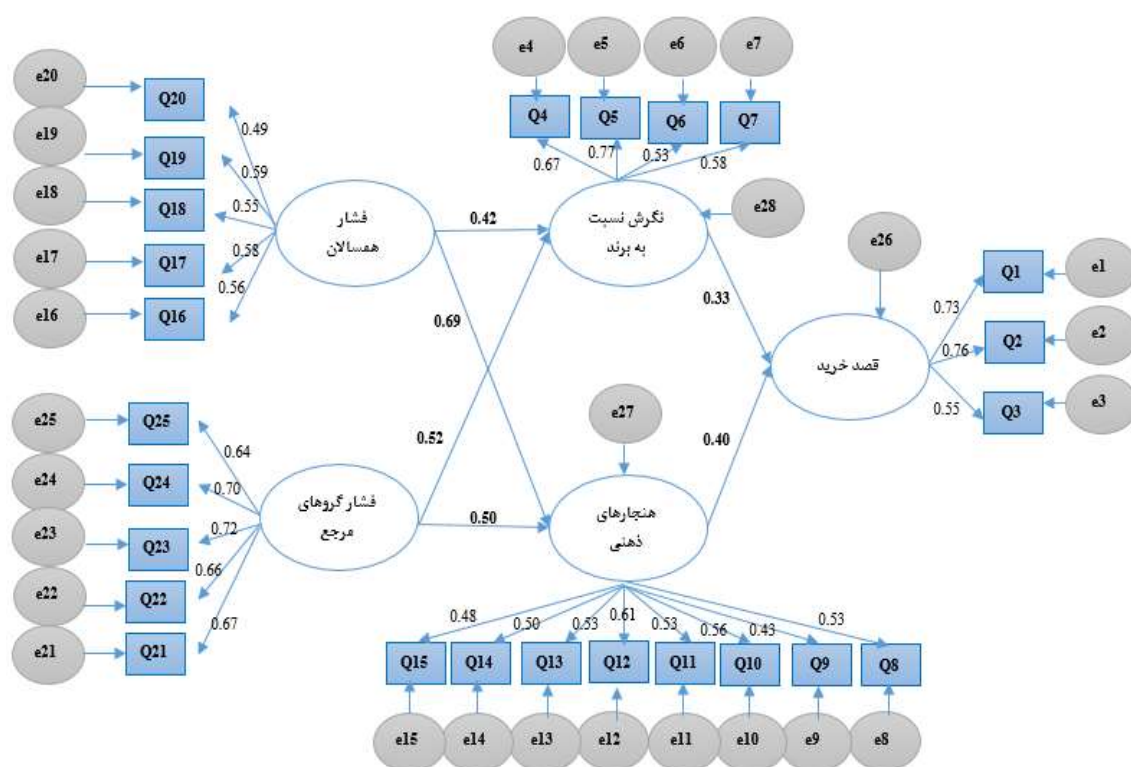 e4 e5 e6 e7
Q4 Q5 Q6 Q7
0.67 0.77 0.53 0.58
e20 Q20
e19 Q19
e18 Q18
e17 Q17
e16 Q16
0.49
0.59
0.55
0.58
0.56
فشار
همسالان
0.42
نگرش نسبت
به برند
e28
e26
0.33
0.69
Q1 e1
Q2 e2
Q3 e3
0.73
0.76
0.55
قصد خرید
e27
0.40
0.52
e25 Q25
e24 Q24
e23 Q23
e22 Q22
e21 Q21
0.64
0.70
0.72
0.66
0.67
فشار گروهای
مرجع
0.50
هنجارهای
ذهنی
0.48 0.50 0.53 0.61 0.53 0.56 0.43 0.53
Q15 Q14 Q13 Q12 Q11 Q10 Q9 Q8
e15 e14 e13 e12 e11 e10 e9 e8